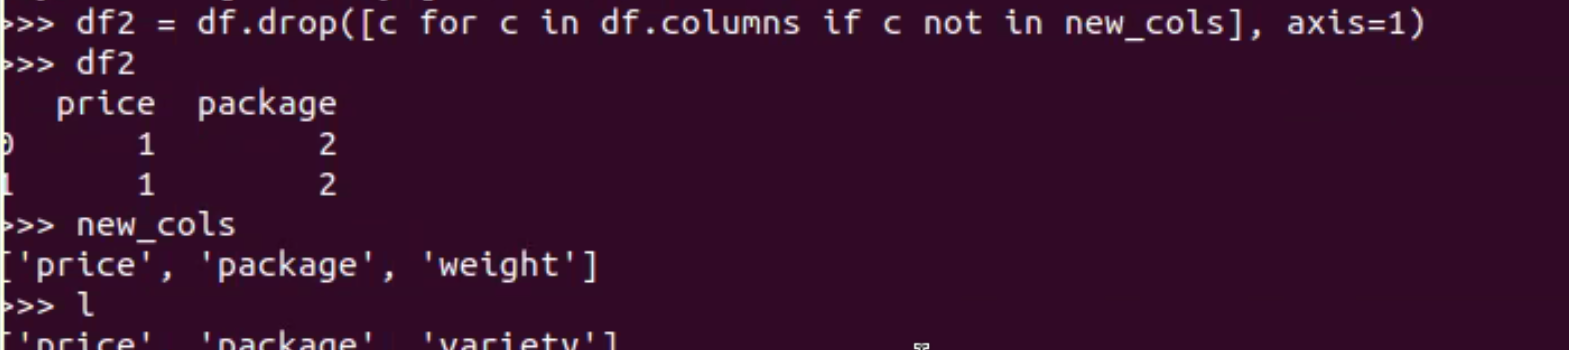 >>> df2 = df.drop([c for c in df.columns if c not in new_cols], axis=1)
>>> df2
price package
0 1 2
1 1 2
>>> new_cols
['price', 'package', 'weight']
>>> l
['price', 'package', 'variety']